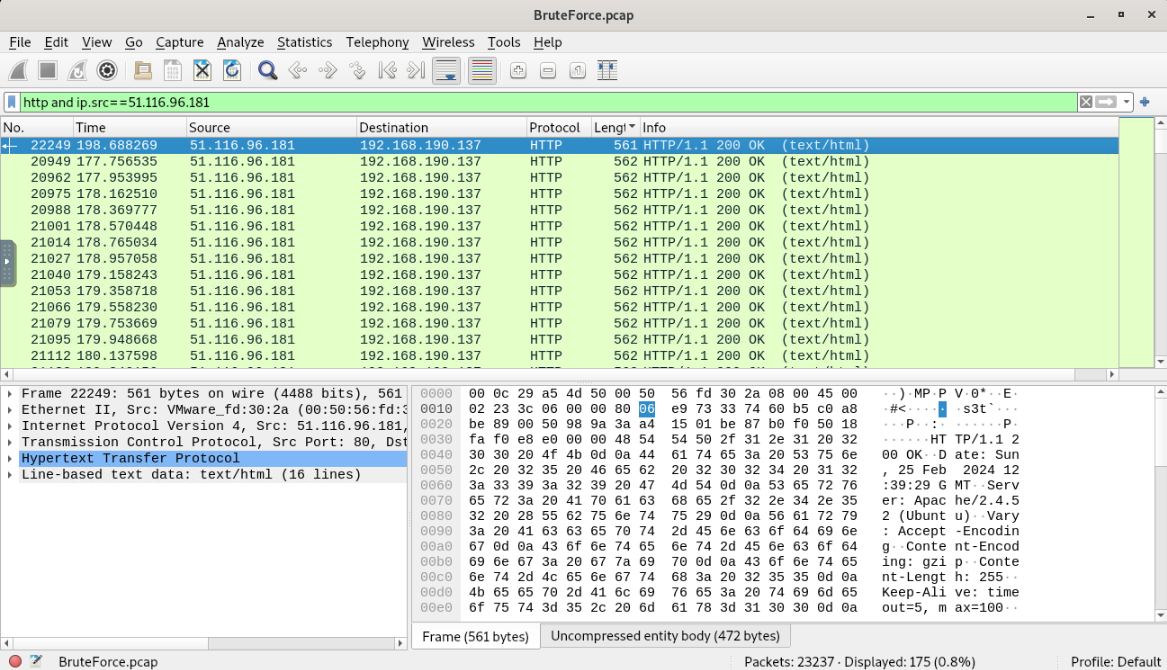 BruteForce.pcap
File Edit View Go Capture Analyze Statistics Telephony Wireless Tools Help
http and ip.src==51.116.96.181
No. Time Source Destination Protocol Lengt Info
22249 198.688269 51.116.96.181 192.168.190.137 HTTP 561 HTTP/1.1 200 OK (text/html)
20949 177.756535 51.116.96.181 192.168.190.137 HTTP 562 HTTP/1.1 200 OK (text/html)
20962 177.953995 51.116.96.181 192.168.190.137 HTTP 562 HTTP/1.1 200 OK (text/html)
20975 178.162510 51.116.96.181 192.168.190.137 HTTP 562 HTTP/1.1 200 OK (text/html)
20988 178.369777 51.116.96.181 192.168.190.137 HTTP 562 HTTP/1.1 200 OK (text/html)
21001 178.570448 51.116.96.181 192.168.190.137 HTTP 562 HTTP/1.1 200 OK (text/html)
21014 178.765034 51.116.96.181 192.168.190.137 HTTP 562 HTTP/1.1 200 OK (text/html)
21027 178.957058 51.116.96.181 192.168.190.137 HTTP 562 HTTP/1.1 200 OK (text/html)
21040 179.158243 51.116.96.181 192.168.190.137 HTTP 562 HTTP/1.1 200 OK (text/html)
21053 179.358718 51.116.96.181 192.168.190.137 HTTP 562 HTTP/1.1 200 OK (text/html)
21066 179.558230 51.116.96.181 192.168.190.137 HTTP 562 HTTP/1.1 200 OK (text/html)
21079 179.753669 51.116.96.181 192.168.190.137 HTTP 562 HTTP/1.1 200 OK (text/html)
21095 179.948668 51.116.96.181 192.168.190.137 HTTP 562 HTTP/1.1 200 OK (text/html)
21112 180.137598 51.116.96.181 192.168.190.137 HTTP 562 HTTP/1.1 200 OK (text/html)
Frame 22249: 561 bytes on wire (4488 bits), 561
Ethernet II, Src: VMware_fd:30:2a (00:50:56:fd:3
Internet Protocol Version 4, Src: 51.116.96.181,
Transmission Control Protocol, Src Port: 80, Dst
Hypertext Transfer Protocol
Line-based text data: text/html (16 lines)
0000 00 0c 29 a5 4d 50 00 50 56 fd 30 2a 08 00 45 00 ··)·MP·P V·0*··E·
0010 02 23 3c 06 00 00 80 06 e9 73 33 74 60 b5 c0 a8 ·#<····· ·s3t`···
0020 be 89 00 50 98 9a 3a a4 15 01 be 87 b0 f0 50 18 ···P··:· ······P·
0030 fa f0 e8 e0 00 00 48 54 54 50 2f 31 2e 31 20 32 ······HT TP/1.1 2
0040 30 30 20 4f 4b 0d 0a 44 61 74 65 3a 20 53 75 6e 00 OK··D ate: Sun
0050 2c 20 32 35 20 46 65 62 20 32 30 32 34 20 31 32 , 25 Feb 2024 12
0060 3a 33 39 3a 32 39 20 47 4d 54 0d 0a 53 65 72 76 :39:29 G MT··Serv
0070 65 72 3a 20 41 70 61 63 68 65 2f 32 2e 34 2e 35 er: Apac he/2.4.5
0080 32 20 28 55 62 75 6e 74 75 29 0d 0a 56 61 72 79 2 (Ubunt u)··Vary
0090 3a 20 41 63 63 65 70 74 2d 45 6e 63 6f 64 69 6e : Accept -Encodin
00a0 67 0d 0a 43 6f 6e 74 65 6e 74 2d 45 6e 63 6f 64 g··Conte nt-Encod
00b0 69 6e 67 3a 20 67 7a 69 70 0d 0a 43 6f 6e 74 65 ing: gzi p··Conte
00c0 6e 74 2d 4c 65 6e 67 74 68 3a 20 32 35 35 0d 0a nt-Lengt h: 255··
00d0 4b 65 65 70 2d 41 6c 69 76 65 3a 20 74 69 6d 65 Keep-Ali ve: time
00e0 6f 75 74 3d 35 2c 20 6d 61 78 3d 31 30 30 0d 0a out=5, m ax=100··
Frame (561 bytes) Uncompressed entity body (472 bytes)
BruteForce.pcap Packets: 23237 · Displayed: 175 (0.8%) Profile: Default